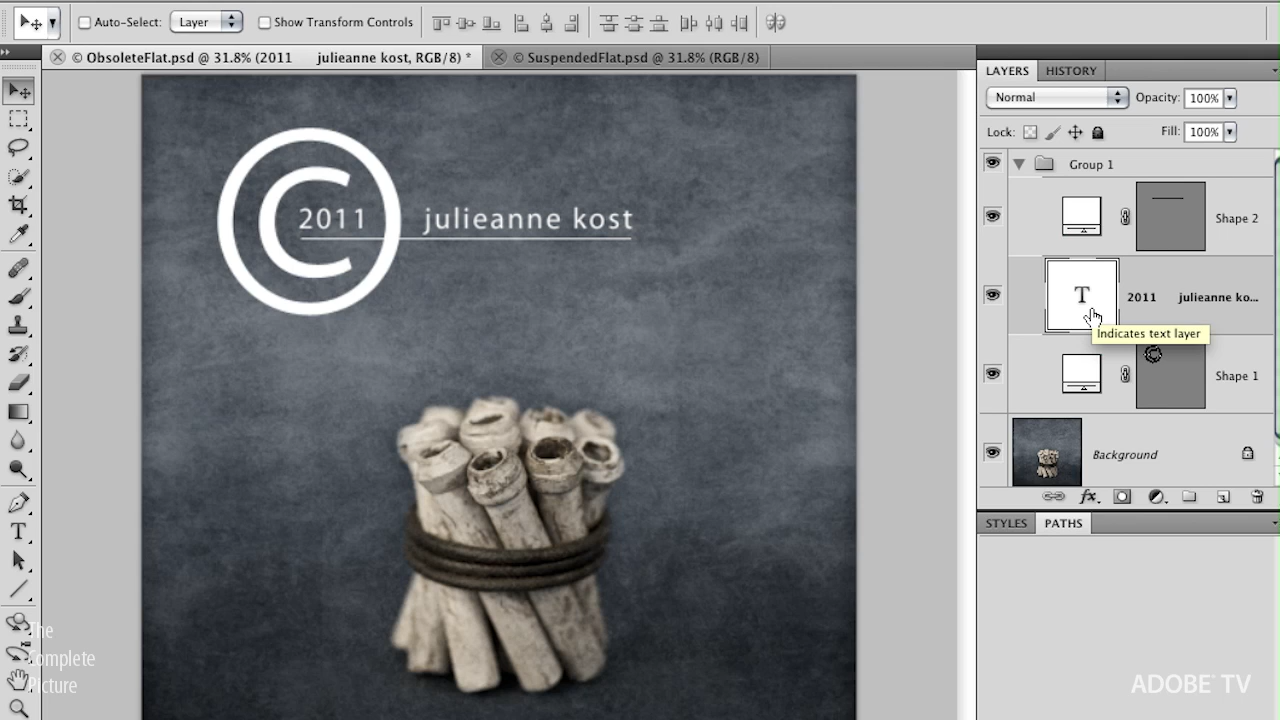 Auto-Select: Layer Show Transform Controls
© ObsoleteFlat.psd @ 31.8% (2011 julieanne kost, RGB/8) *
© SuspendedFlat.psd @ 31.8% (RGB/8)
LAYERS HISTORY
Normal Opacity: 100%
Lock: Fill: 100%
Group 1
Shape 2
T 2011 julieanne ko...
Indicates text layer
Shape 1
Background
fx
STYLES PATHS
© 2011 julieanne kost
T
The
Complete
Picture
ADOBE® TV